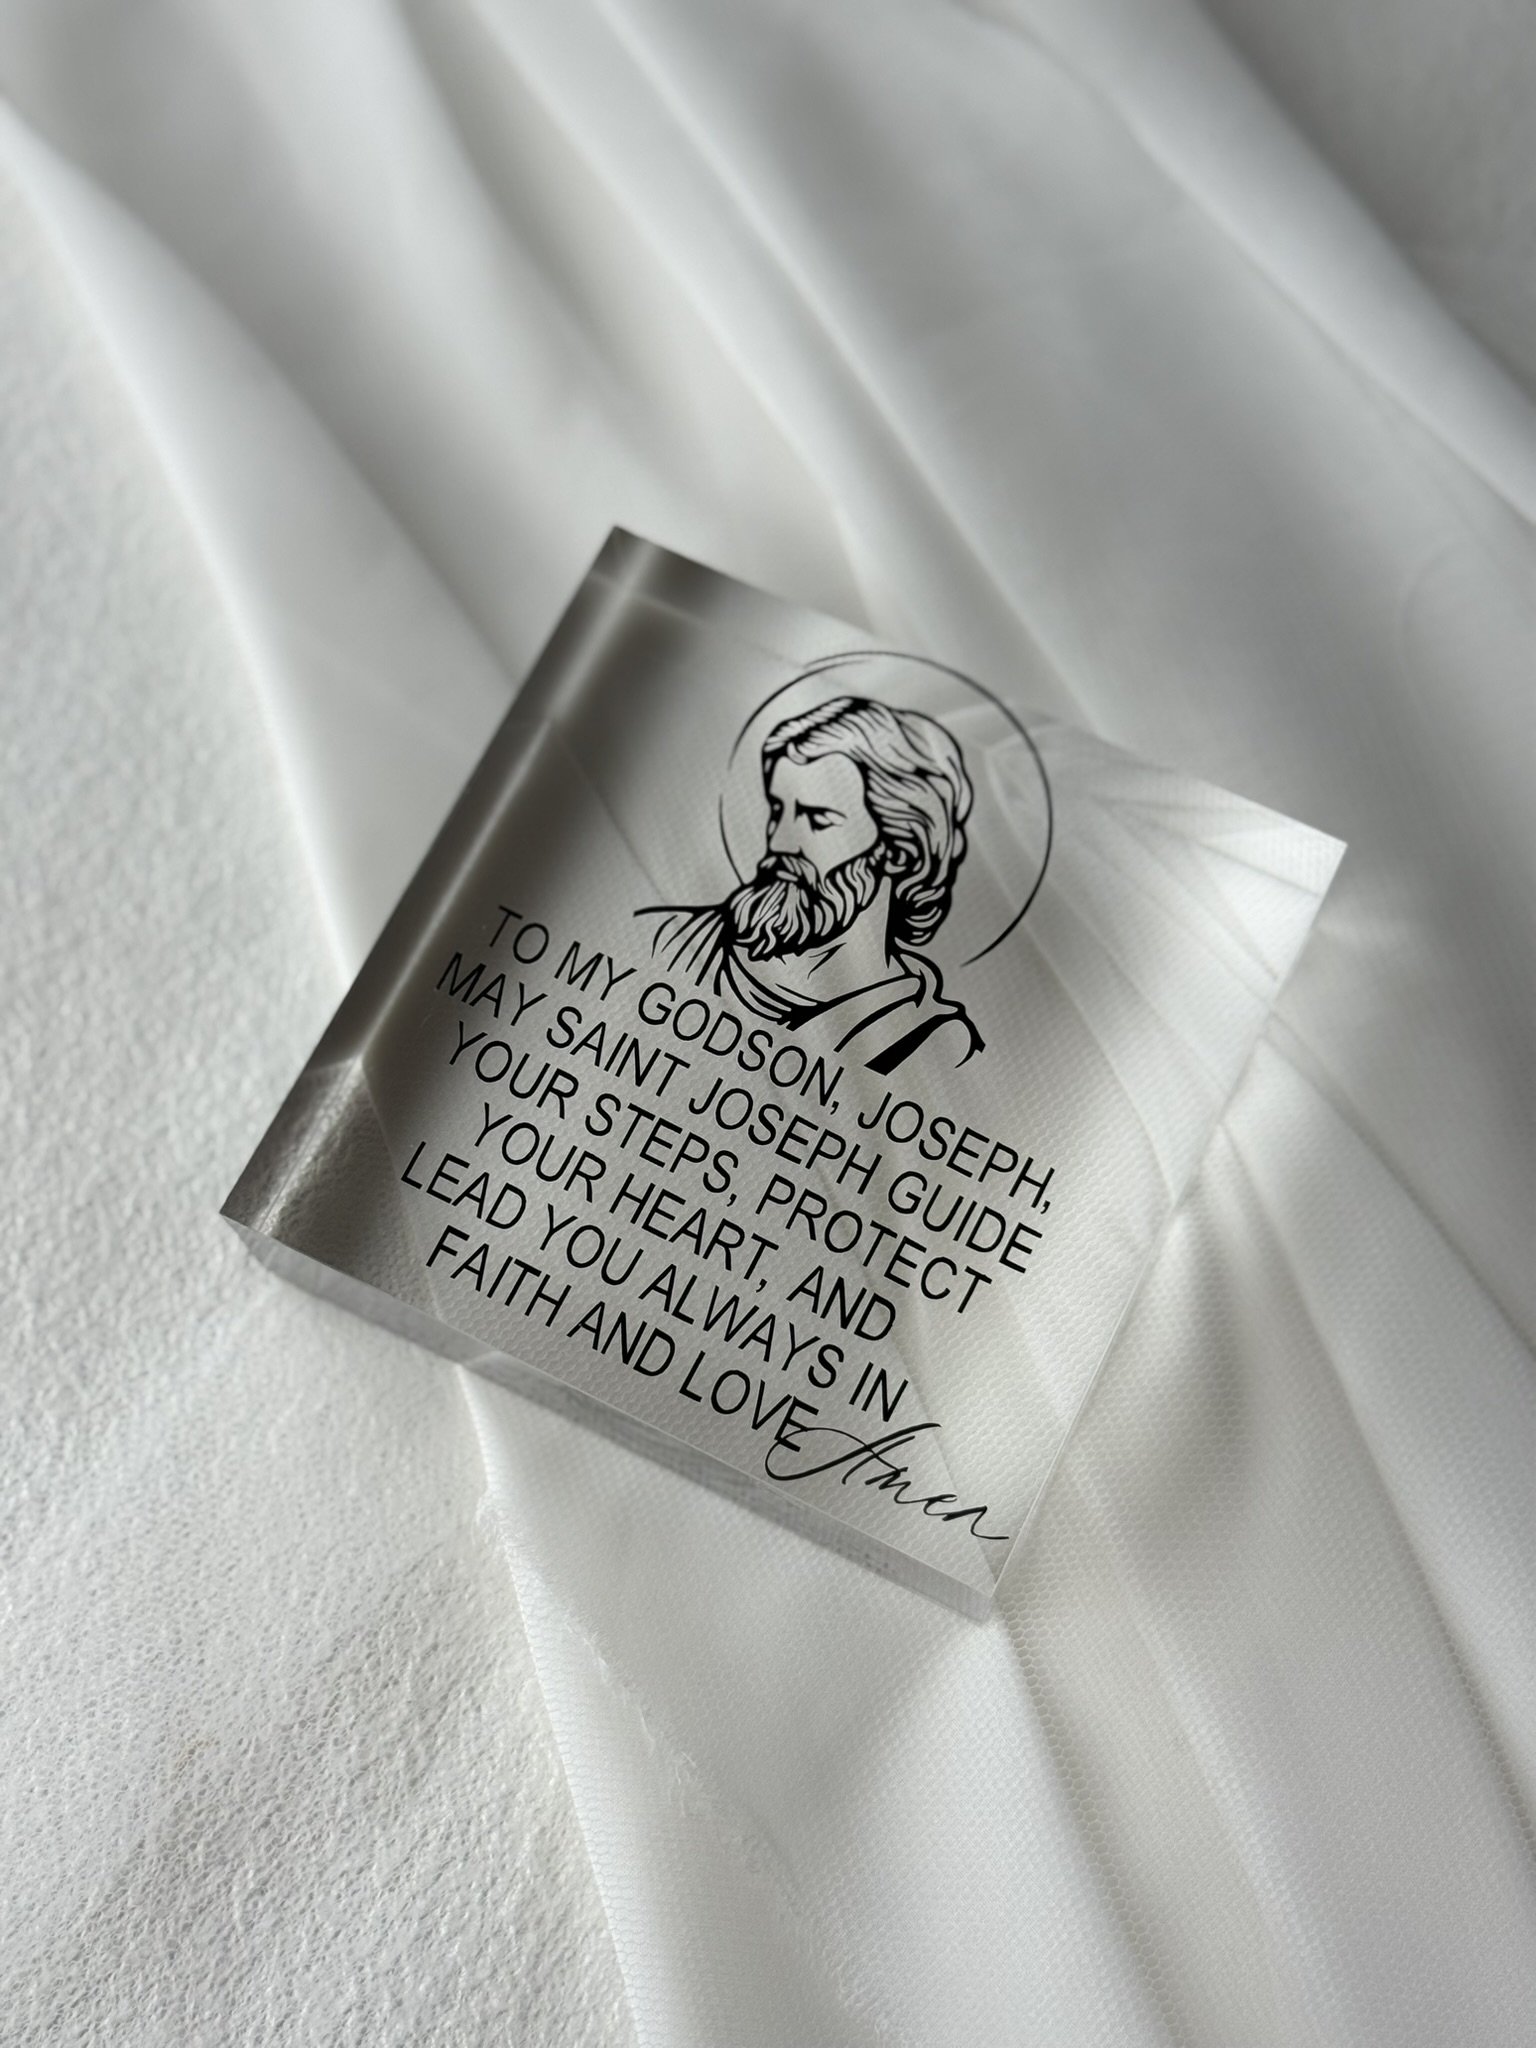 TO MY GODSON, JOSEPH,
MAY SAINT JOSEPH GUIDE
YOUR STEPS, PROTECT
YOUR HEART, AND
LEAD YOU ALWAYS IN
FAITH AND LOVE
Amen